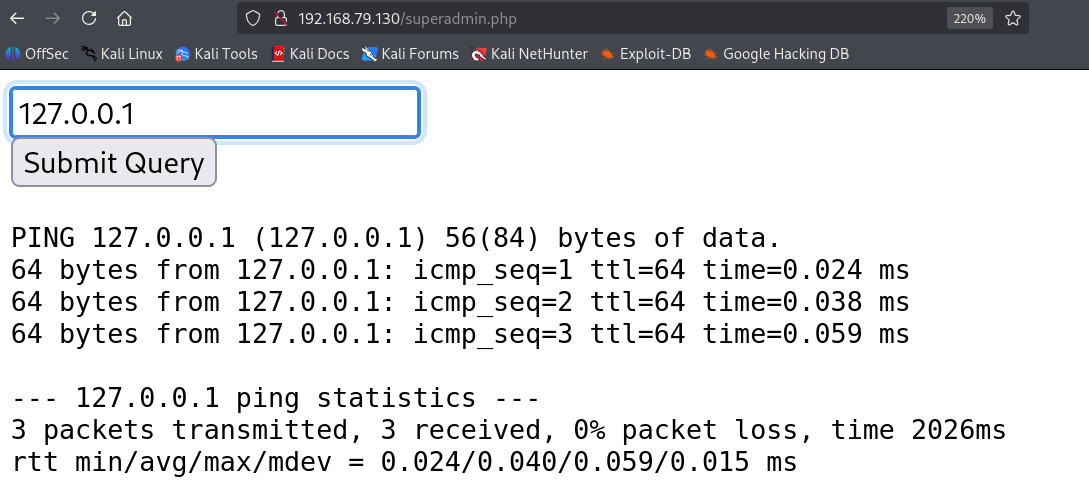 192.168.79.130/superadmin.php 220%
OffSec Kali Linux Kali Tools Kali Docs Kali Forums Kali NetHunter Exploit-DB Google Hacking DB
127.0.0.1
Submit Query
PING 127.0.0.1 (127.0.0.1) 56(84) bytes of data.
64 bytes from 127.0.0.1: icmp_seq=1 ttl=64 time=0.024 ms
64 bytes from 127.0.0.1: icmp_seq=2 ttl=64 time=0.038 ms
64 bytes from 127.0.0.1: icmp_seq=3 ttl=64 time=0.059 ms
--- 127.0.0.1 ping statistics ---
3 packets transmitted, 3 received, 0% packet loss, time 2026ms
rtt min/avg/max/mdev = 0.024/0.040/0.059/0.015 ms